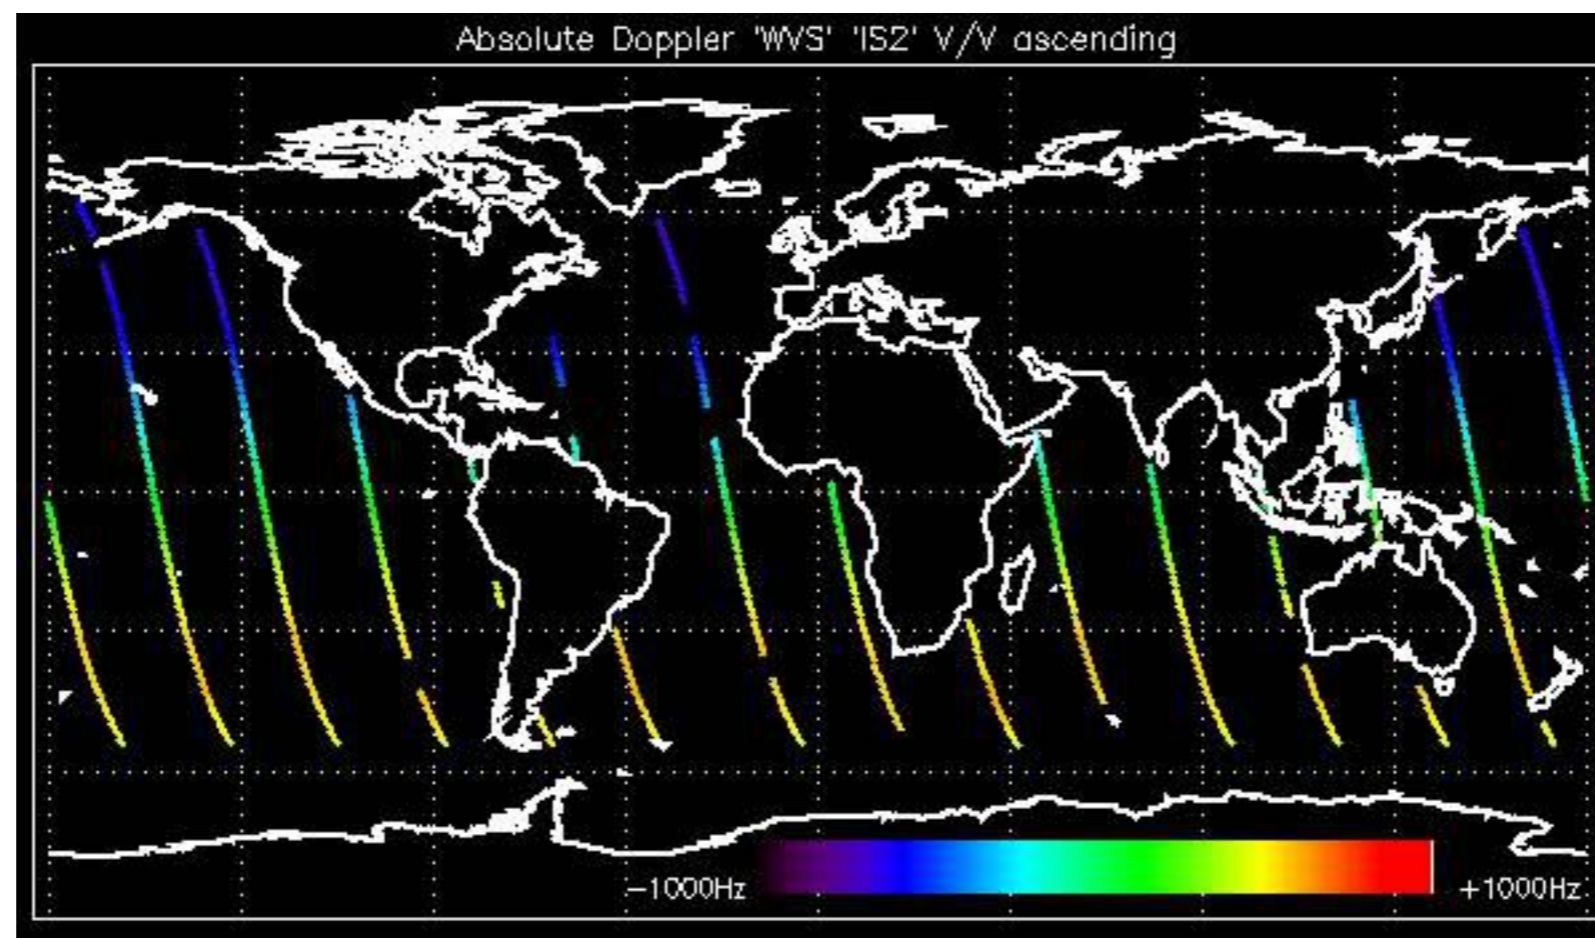 Absolute Doppler 'WVS' 'IS2' V/V ascending
−1000Hz +1000Hz